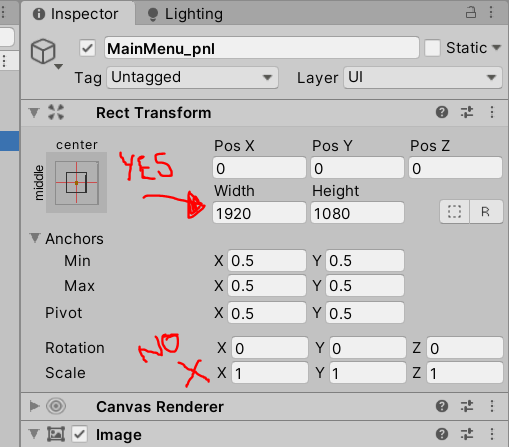 Inspector Lighting
MainMenu_pnl Static
Tag Untagged Layer UI
Rect Transform
center
middle
YES
Pos X Pos Y Pos Z
0 0 0
Width Height
1920 1080 R
Anchors
Min X 0.5 Y 0.5
Max X 0.5 Y 0.5
Pivot X 0.5 Y 0.5
NO
Rotation X 0 Y 0 Z 0
Scale X X 1 Y 1 Z 1
Canvas Renderer
Image